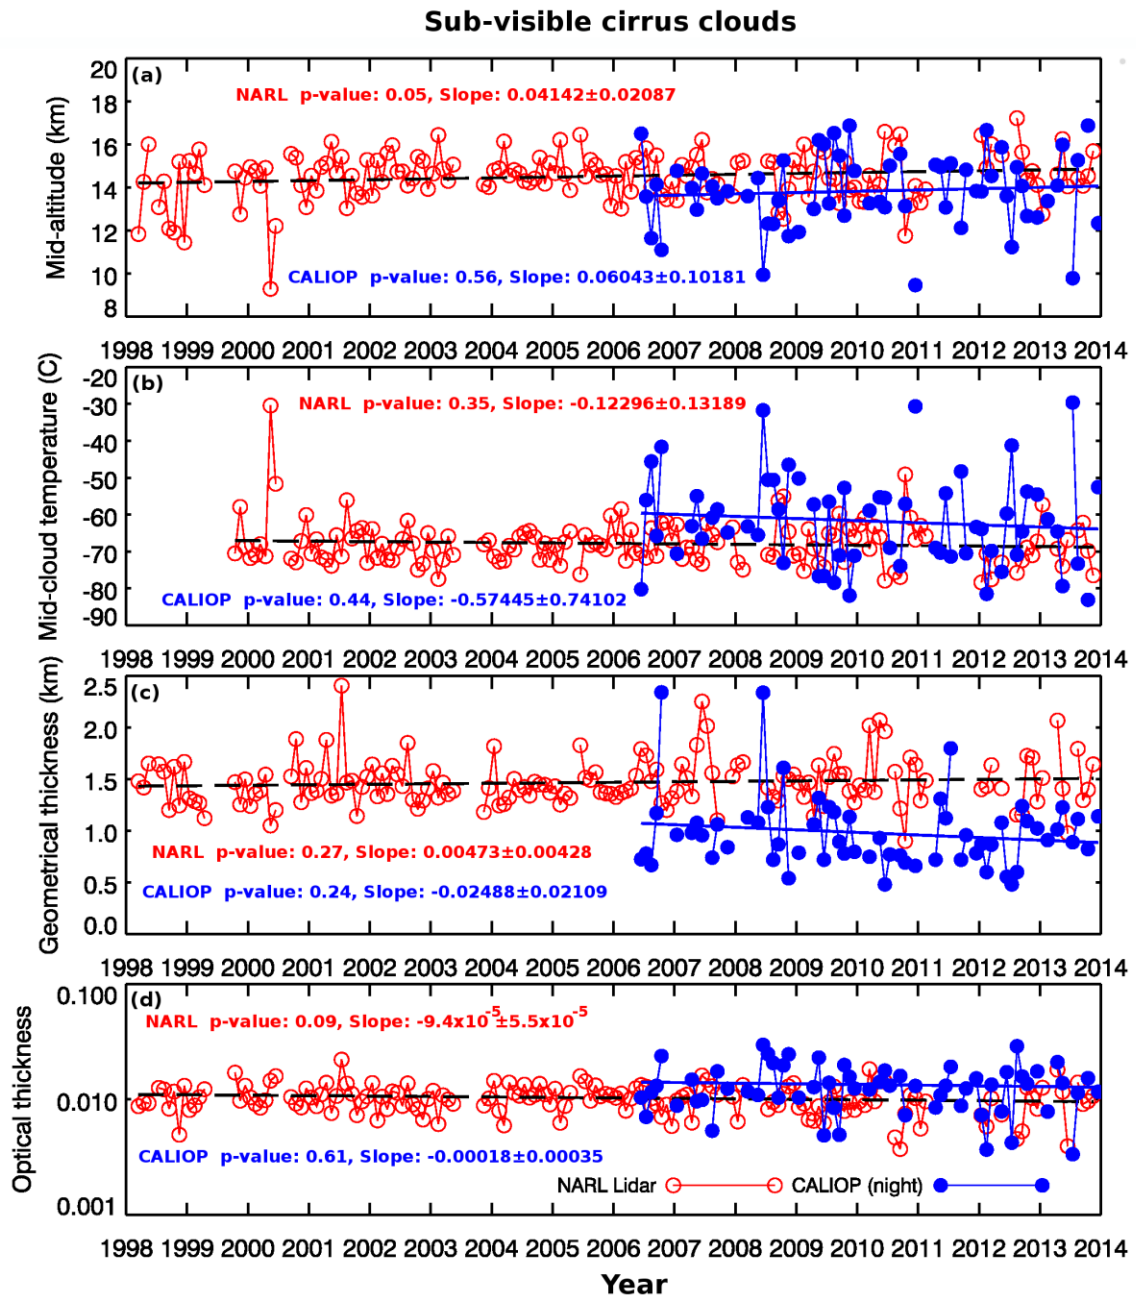 Sub-visible cirrus clouds
(a)
NARL p-value: 0.05, Slope: 0.04142±0.02087
CALIOP p-value: 0.56, Slope: 0.06043±0.10181
Mid-altitude (km)
20
18
16
14
12
10
8
1998 1999 2000 2001 2002 2003 2004 2005 2006 2007 2008 2009 2010 2011 2012 2013 2014
(b)
NARL p-value: 0.35, Slope: -0.12296±0.13189
CALIOP p-value: 0.44, Slope: -0.57445±0.74102
Mid-cloud temperature (C)
-20
-30
-40
-50
-60
-70
-80
-90
1998 1999 2000 2001 2002 2003 2004 2005 2006 2007 2008 2009 2010 2011 2012 2013 2014
(c)
NARL p-value: 0.27, Slope: 0.00473±0.00428
CALIOP p-value: 0.24, Slope: -0.02488±0.02109
Geometrical thickness (km)
2.5
2.0
1.5
1.0
0.5
0.0
1998 1999 2000 2001 2002 2003 2004 2005 2006 2007 2008 2009 2010 2011 2012 2013 2014
(d)
NARL p-value: 0.09, Slope: -9.4x10⁻⁵±5.5x10⁻⁵
CALIOP p-value: 0.61, Slope: -0.00018±0.00035
NARL Lidar CALIOP (night)
Optical thickness
0.100
0.010
0.001
1998 1999 2000 2001 2002 2003 2004 2005 2006 2007 2008 2009 2010 2011 2012 2013 2014
Year